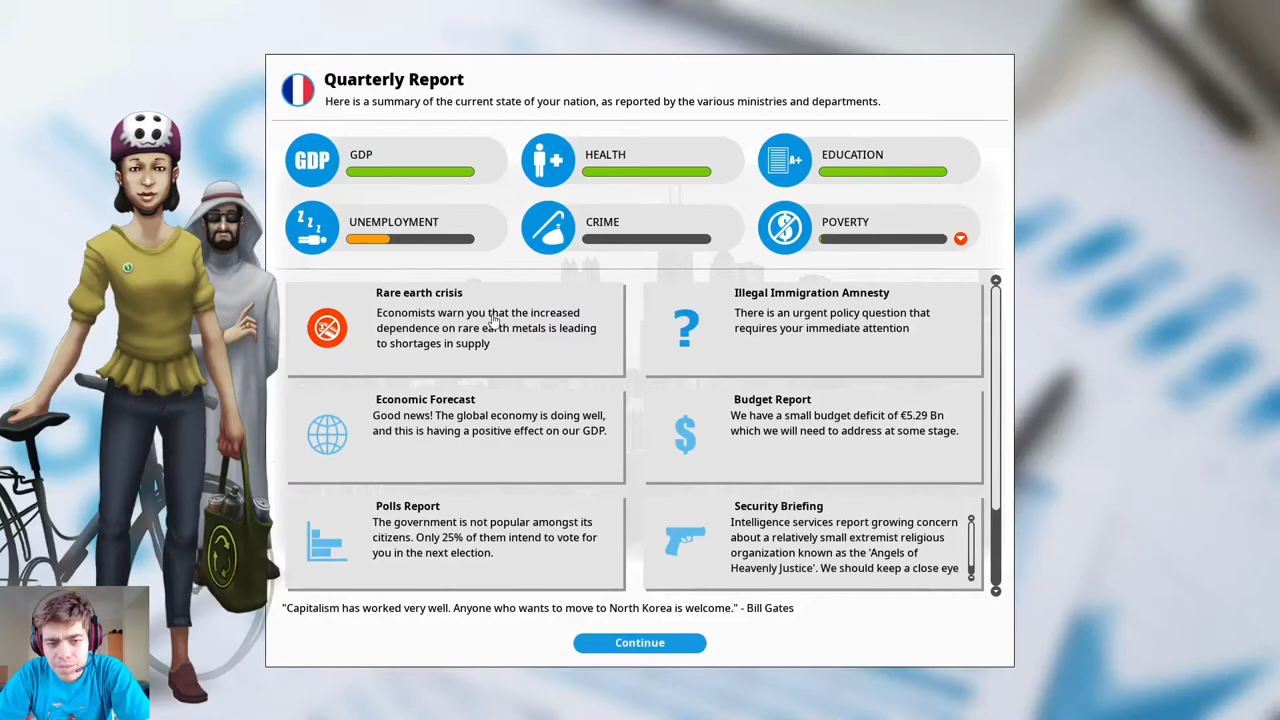 Quarterly Report
Here is a summary of the current state of your nation, as reported by the various ministries and departments.
GDP
GDP
HEALTH
A+
EDUCATION
Z Z Z
UNEMPLOYMENT
CRIME
POVERTY
Rare earth crisis
Economists warn you that the increased
dependence on rare earth metals is leading
to shortages in supply
Illegal Immigration Amnesty
?
There is an urgent policy question that
requires your immediate attention
Economic Forecast
Good news! The global economy is doing well,
and this is having a positive effect on our GDP.
Budget Report
$
We have a small budget deficit of €5.29 Bn
which we will need to address at some stage.
Polls Report
The government is not popular amongst its
citizens. Only 25% of them intend to vote for
you in the next election.
Security Briefing
Intelligence services report growing concern
about a relatively small extremist religious
organization known as the 'Angels of
Heavenly Justice'. We should keep a close eye
"Capitalism has worked very well. Anyone who wants to move to North Korea is welcome." - Bill Gates
Continue